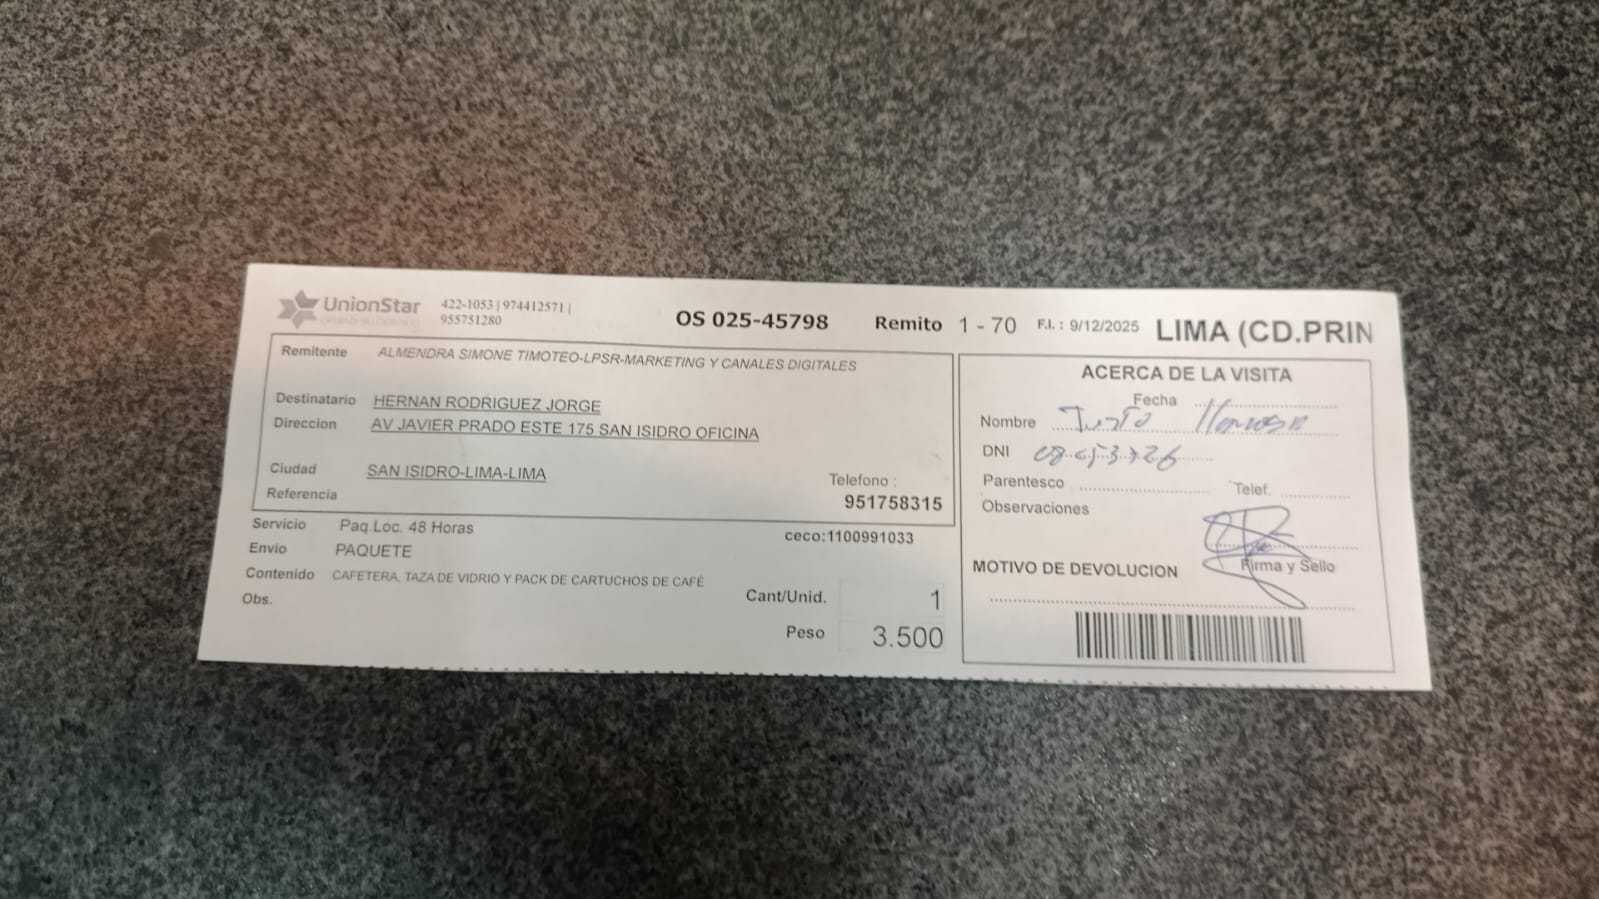 UnionStar 422-1053 | 974412571 |
955751280
OS 025-45798 Remito 1 - 70 F.I. : 9/12/2025 LIMA (CD.PRIN
Remitente ALMENDRA SIMONE TIMOTEO-LPSR-MARKETING Y CANALES DIGITALES
Destinatario HERNAN RODRIGUEZ JORGE
Direccion AV JAVIER PRADO ESTE 175 SAN ISIDRO OFICINA
Ciudad SAN ISIDRO-LIMA-LIMA
Telefono :
951758315
Referencia
Servicio Paq.Loc. 48 Horas
ceco:1100991033
Envio PAQUETE
Contenido CAFETERA, TAZA DE VIDRIO Y PACK DE CARTUCHOS DE CAFÉ
Obs.
Cant/Unid. 1
Peso 3.500
ACERCA DE LA VISITA
Fecha
Nombre
DNI
Parentesco Telef.
Observaciones
Firma y Sello
MOTIVO DE DEVOLUCION